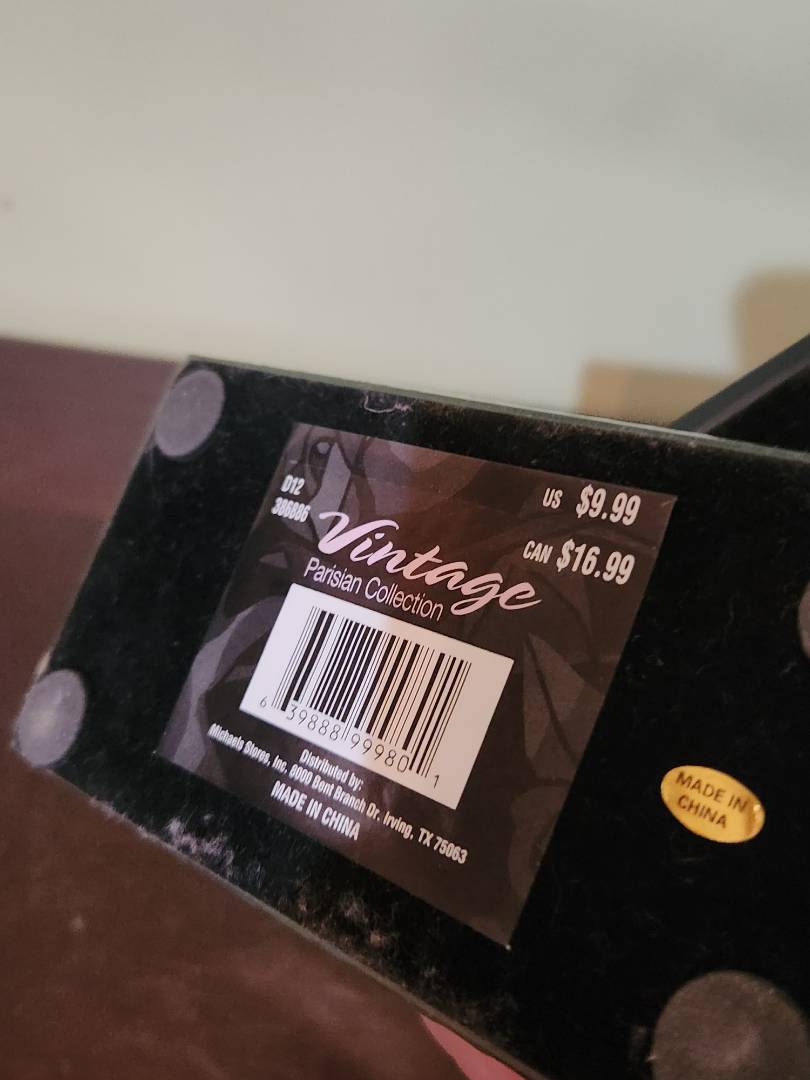 D12
386886
US $9.99
CAN $16.99
Vintage
Parisian Collection
6 39888 99980 1
Distributed by:
Michaels Stores, Inc. 8000 Bent Branch Dr. Irving, TX 75063
MADE IN CHINA
MADE IN
CHINA